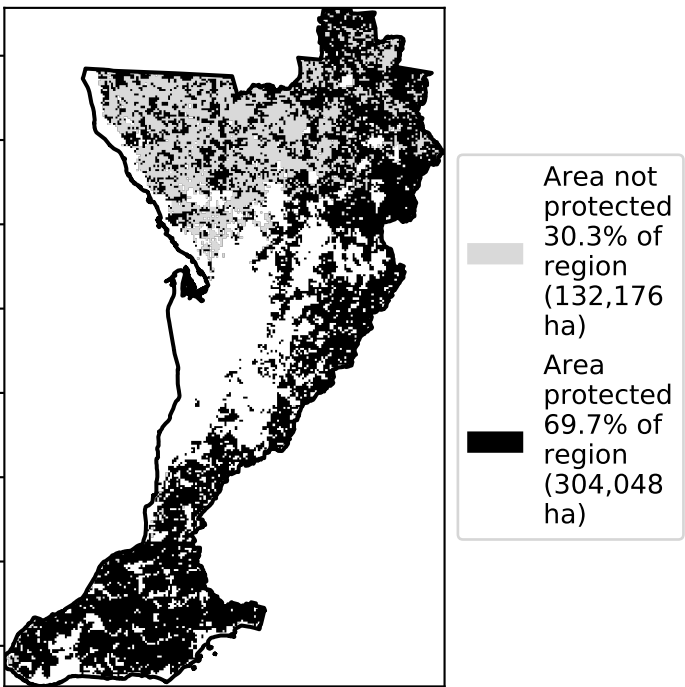 Area not
protected
30.3% of
region
(132,176
ha)
Area
protected
69.7% of
region
(304,048
ha)